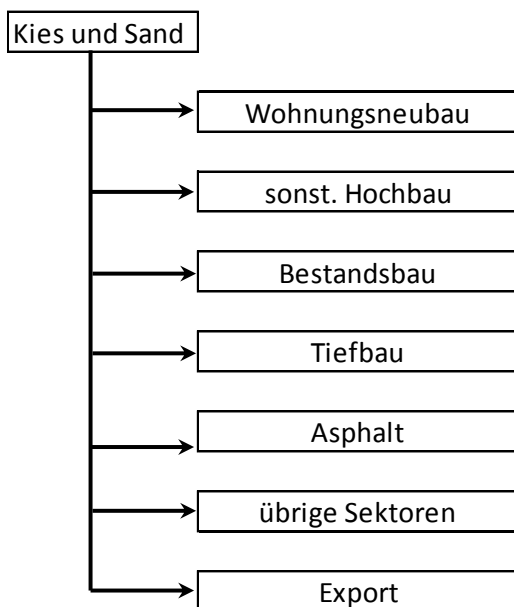 Kies und Sand
Wohnungsneubau
sonst. Hochbau
Bestandsbau
Tiefbau
Asphalt
übrige Sektoren
Export